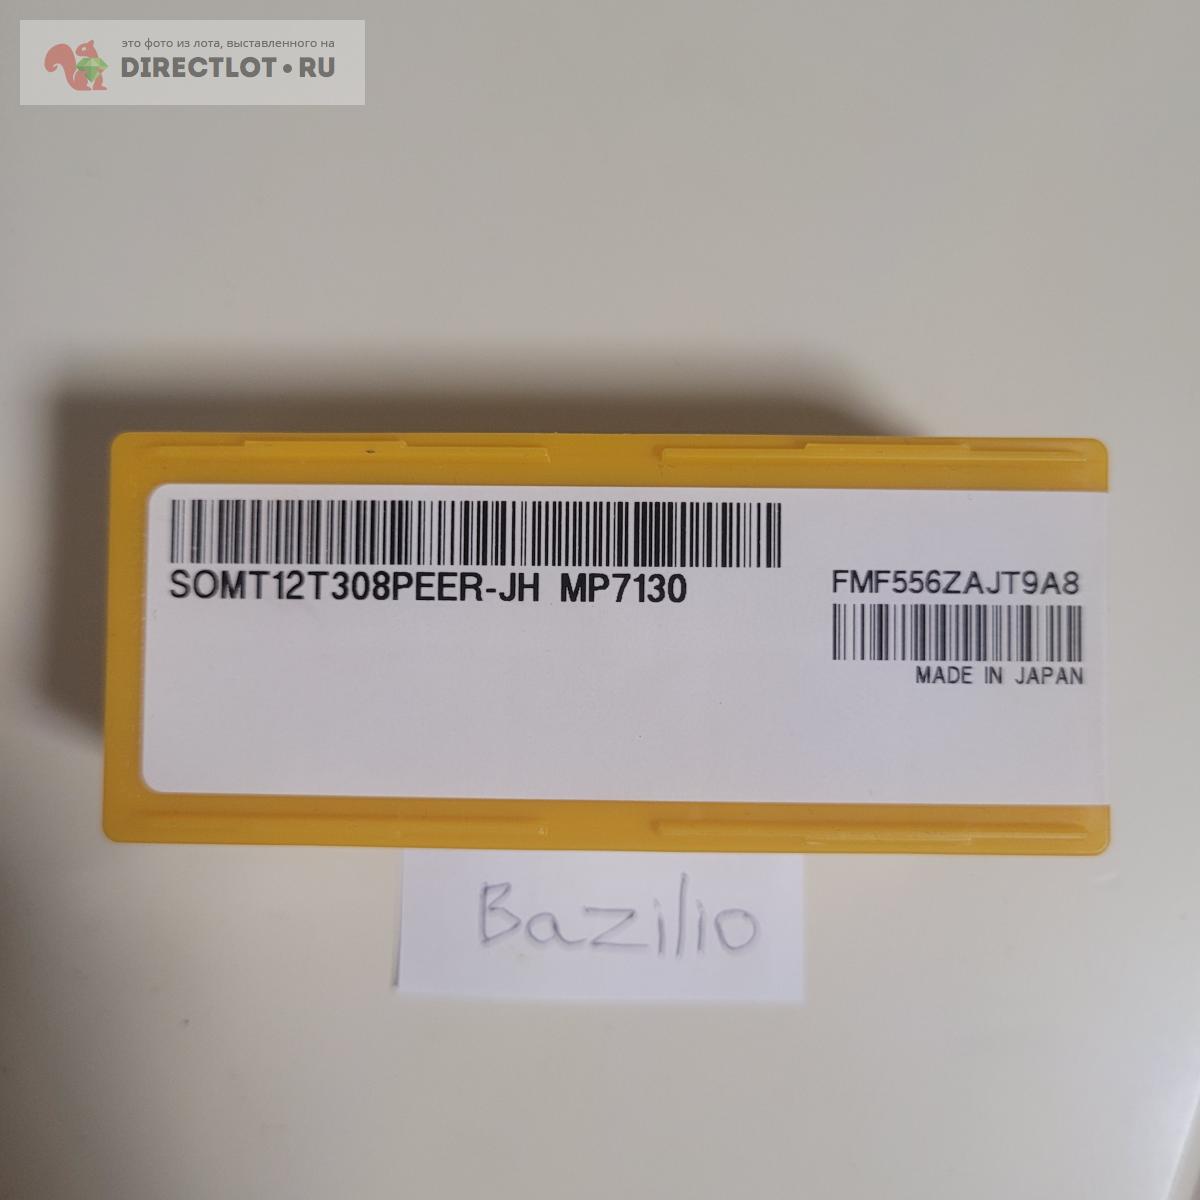 это фото из лота, выставленного на
DIRECTLOT•RU
SOMT12T308PEER-JH MP7130
FMF556ZAJT9A8
MADE IN JAPAN
Bazilio